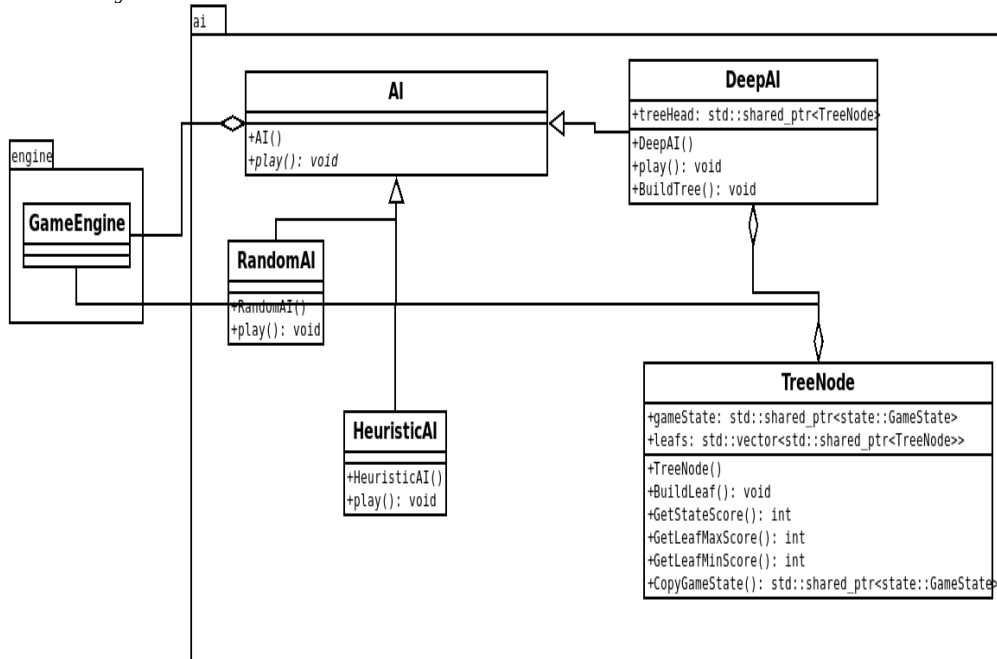 ai
AI
+AI()
+play(): void
DeepAI
+treeHead: std::shared_ptr<TreeNode>
+DeepAI()
+play(): void
+BuildTree(): void
engine
GameEngine
RandomAI
+RandomAI()
+play(): void
HeuristicAI
+HeuristicAI()
+play(): void
TreeNode
+gameState: std::shared_ptr<state::GameState>
+leafs: std::vector<std::shared_ptr<TreeNode>>
+TreeNode()
+BuildLeaf(): void
+GetStateScore(): int
+GetLeafMaxScore(): int
+GetLeafMinScore(): int
+CopyGameState(): std::shared_ptr<state::GameState>